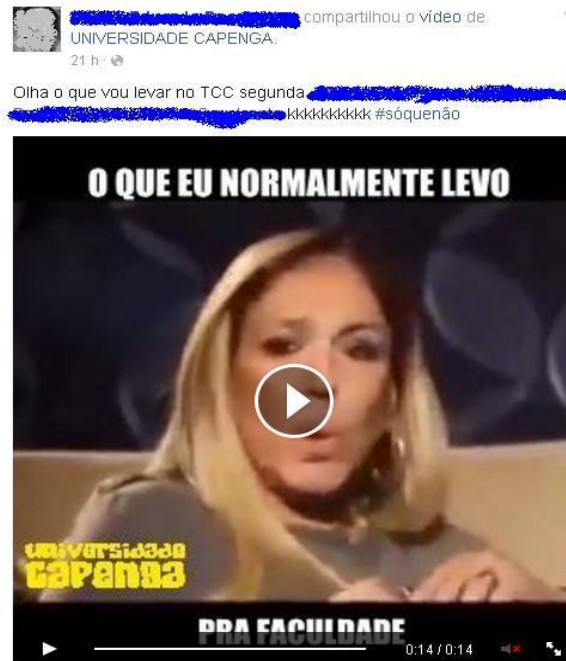 compartilhou o vídeo de
UNIVERSIDADE CAPENGA.
21 h ·
Olha o que vou levar no TCC segunda
kkkkkkkkkk #sóquenão
O QUE EU NORMALMENTE LEVO
UNIVERSIDADE
CAPENGA
PRA FACULDADE
0:14 / 0:14